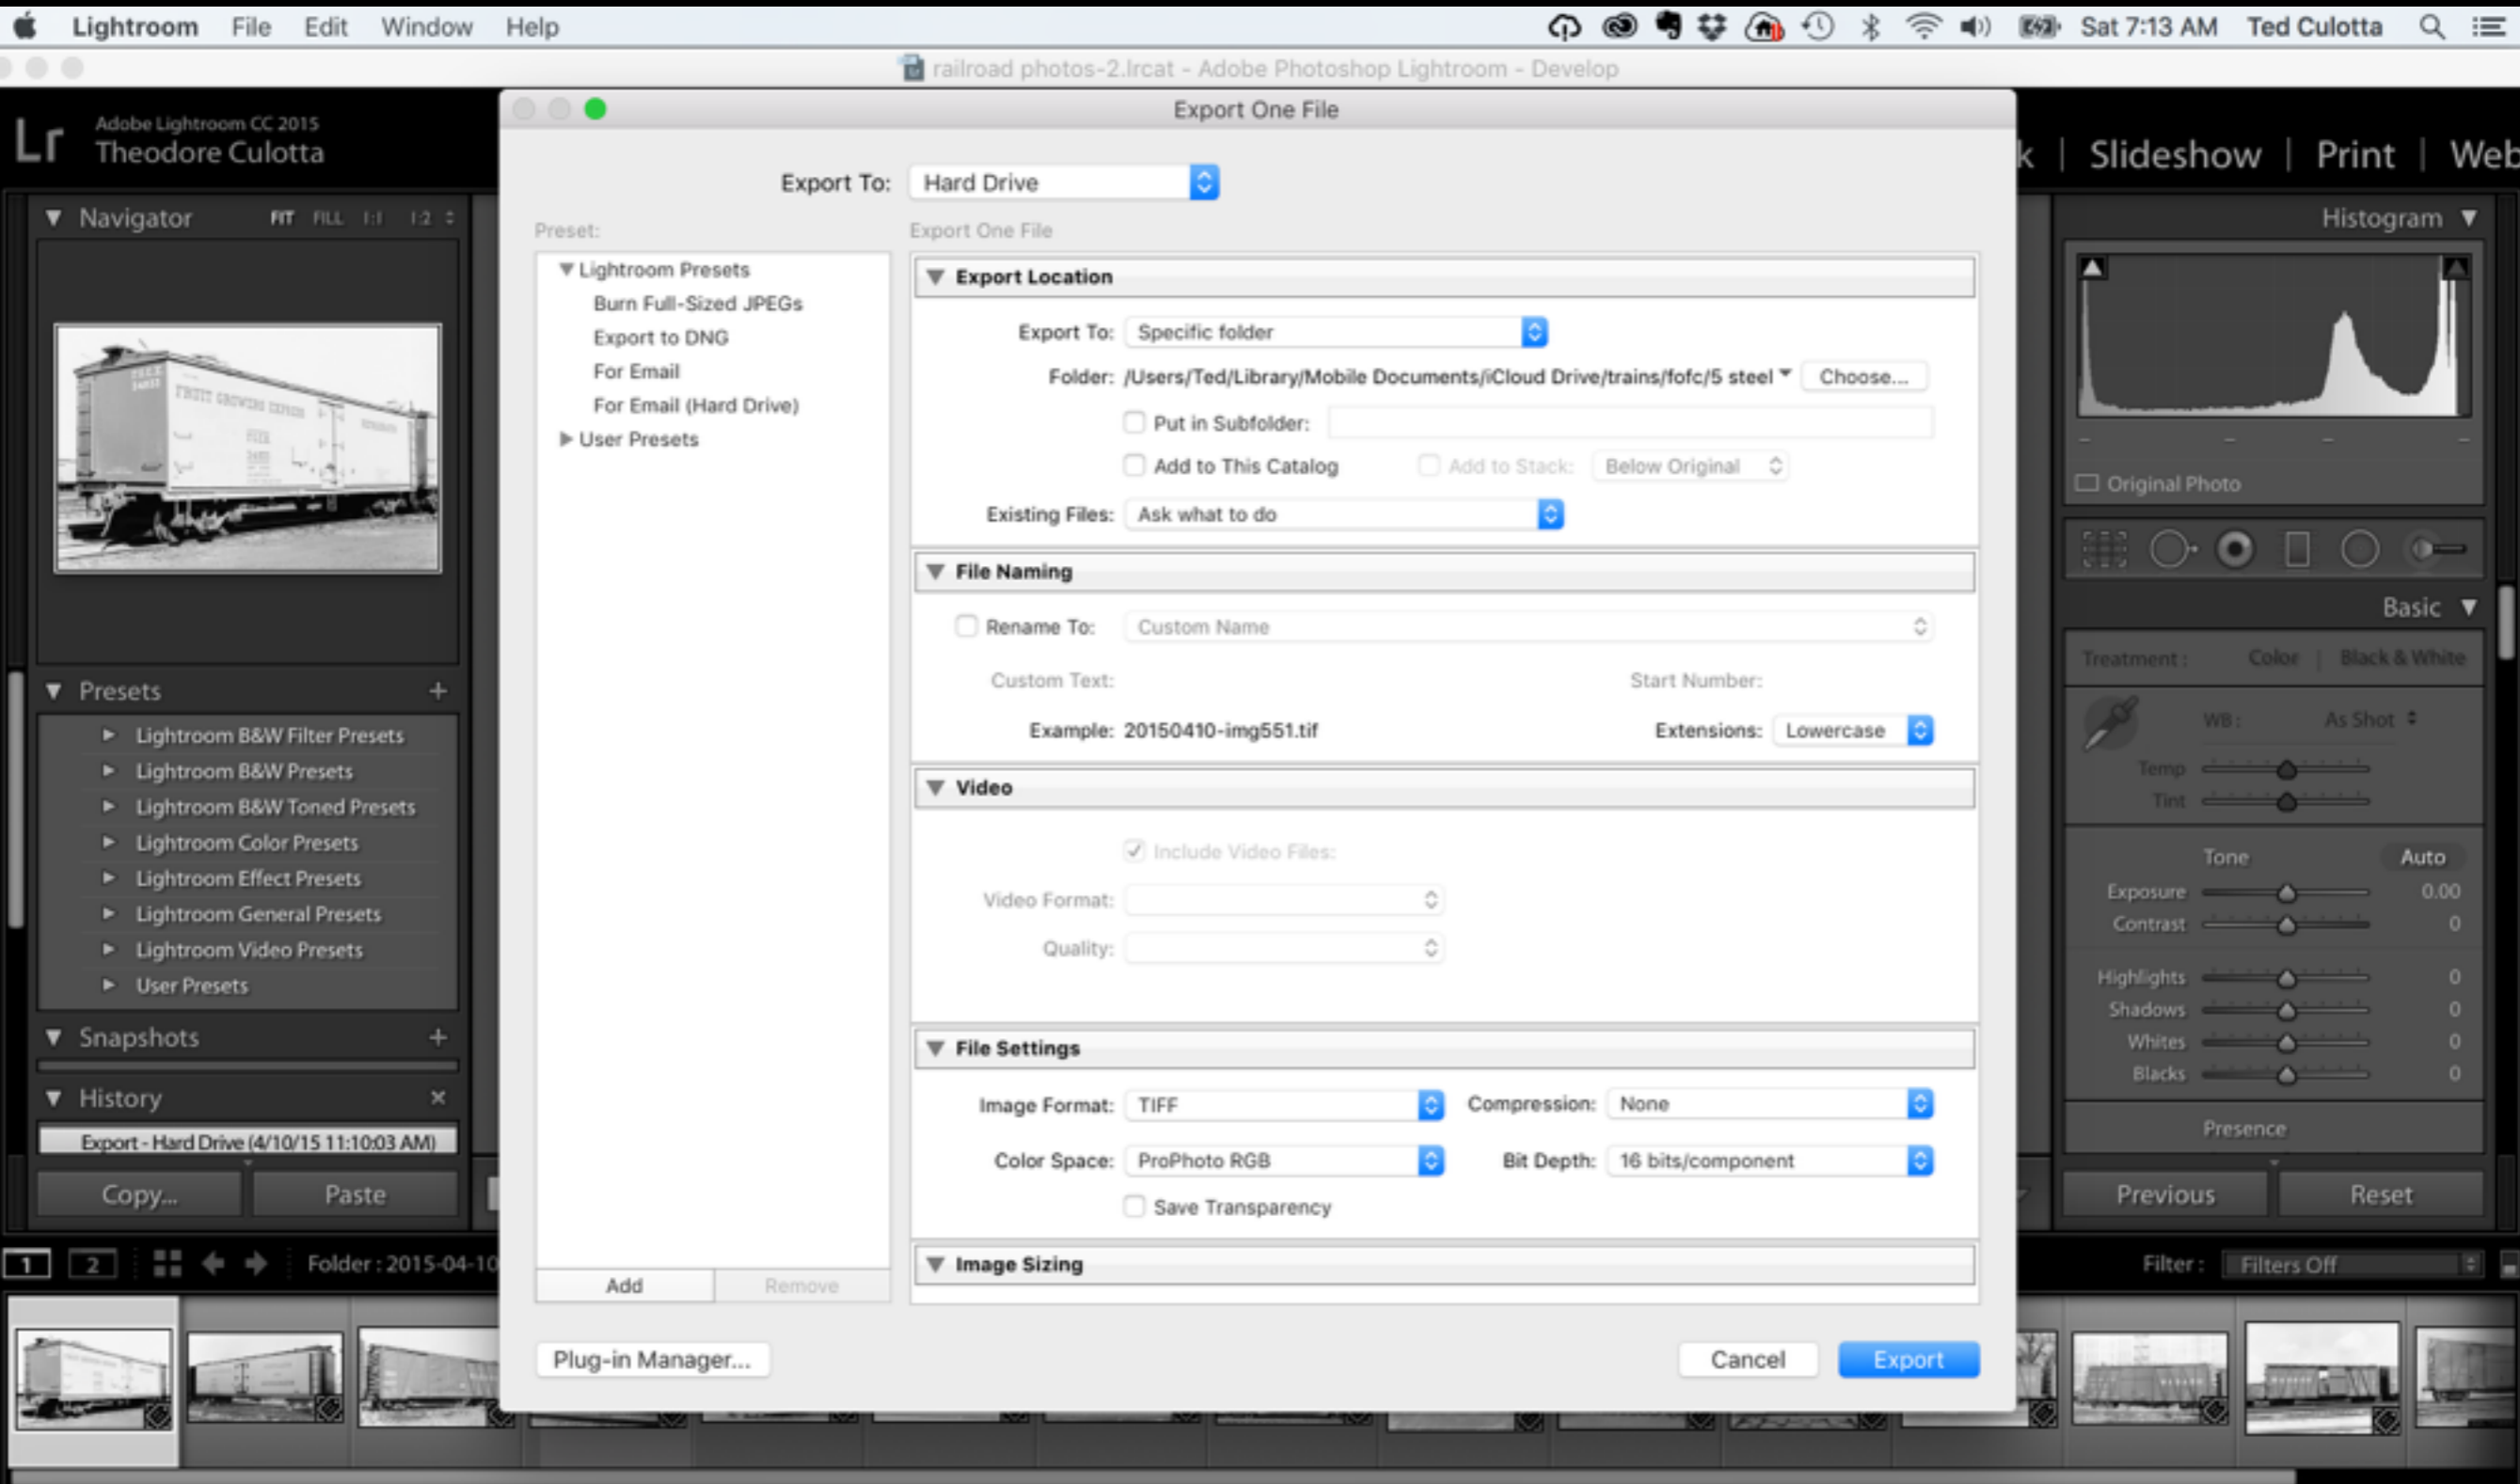 Lightroom File Edit Window Help Sat 7:13 AM Ted Culotta
railroad photos-2.lrcat - Adobe Photoshop Lightroom - Develop
Lr
Adobe Lightroom CC 2015
Theodore Culotta
k | Slideshow | Print | Web
Navigator FIT FILL 1:1 1:2
FRUIT GROWERS EXPRESS
Presets +
Lightroom B&W Filter Presets
Lightroom B&W Presets
Lightroom B&W Toned Presets
Lightroom Color Presets
Lightroom Effect Presets
Lightroom General Presets
Lightroom Video Presets
User Presets
Snapshots +
History ×
Export - Hard Drive (4/10/15 11:10:03 AM)
Copy... Paste
1 2 Folder : 2015-04-10
Export One File
Export To: Hard Drive
Preset:
Lightroom Presets
Burn Full-Sized JPEGs
Export to DNG
For Email
For Email (Hard Drive)
User Presets
Add Remove
Plug-in Manager...
Export One File
Export Location
Export To: Specific folder
Folder: /Users/Ted/Library/Mobile Documents/iCloud Drive/trains/fofc/5 steel Choose...
Put in Subfolder:
Add to This Catalog Add to Stack: Below Original
Existing Files: Ask what to do
File Naming
Rename To: Custom Name
Custom Text: Start Number:
Example: 20150410-img551.tif Extensions: Lowercase
Video
Include Video Files:
Video Format:
Quality:
File Settings
Image Format: TIFF Compression: None
Color Space: ProPhoto RGB Bit Depth: 16 bits/component
Save Transparency
Image Sizing
Cancel Export
Histogram
Original Photo
Basic
Treatment : Color | Black & White
WB : As Shot
Temp
Tint
Tone Auto
Exposure 0.00
Contrast 0
Highlights 0
Shadows 0
Whites 0
Blacks 0
Presence
Previous Reset
Filter : Filters Off